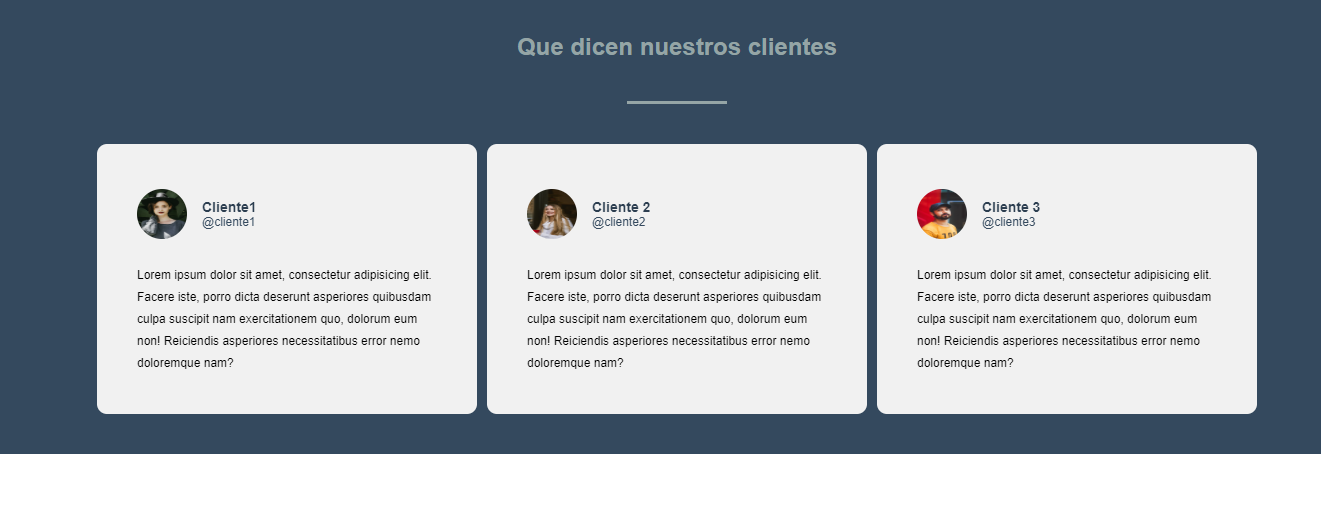 Que dicen nuestros clientes
Cliente1
@cliente1
Lorem ipsum dolor sit amet, consectetur adipisicing elit.
Facere iste, porro dicta deserunt asperiores quibusdam
culpa suscipit nam exercitationem quo, dolorum eum
non! Reiciendis asperiores necessitatibus error nemo
doloremque nam?
Cliente 2
@cliente2
Lorem ipsum dolor sit amet, consectetur adipisicing elit.
Facere iste, porro dicta deserunt asperiores quibusdam
culpa suscipit nam exercitationem quo, dolorum eum
non! Reiciendis asperiores necessitatibus error nemo
doloremque nam?
Cliente 3
@cliente3
Lorem ipsum dolor sit amet, consectetur adipisicing elit.
Facere iste, porro dicta deserunt asperiores quibusdam
culpa suscipit nam exercitationem quo, dolorum eum
non! Reiciendis asperiores necessitatibus error nemo
doloremque nam?